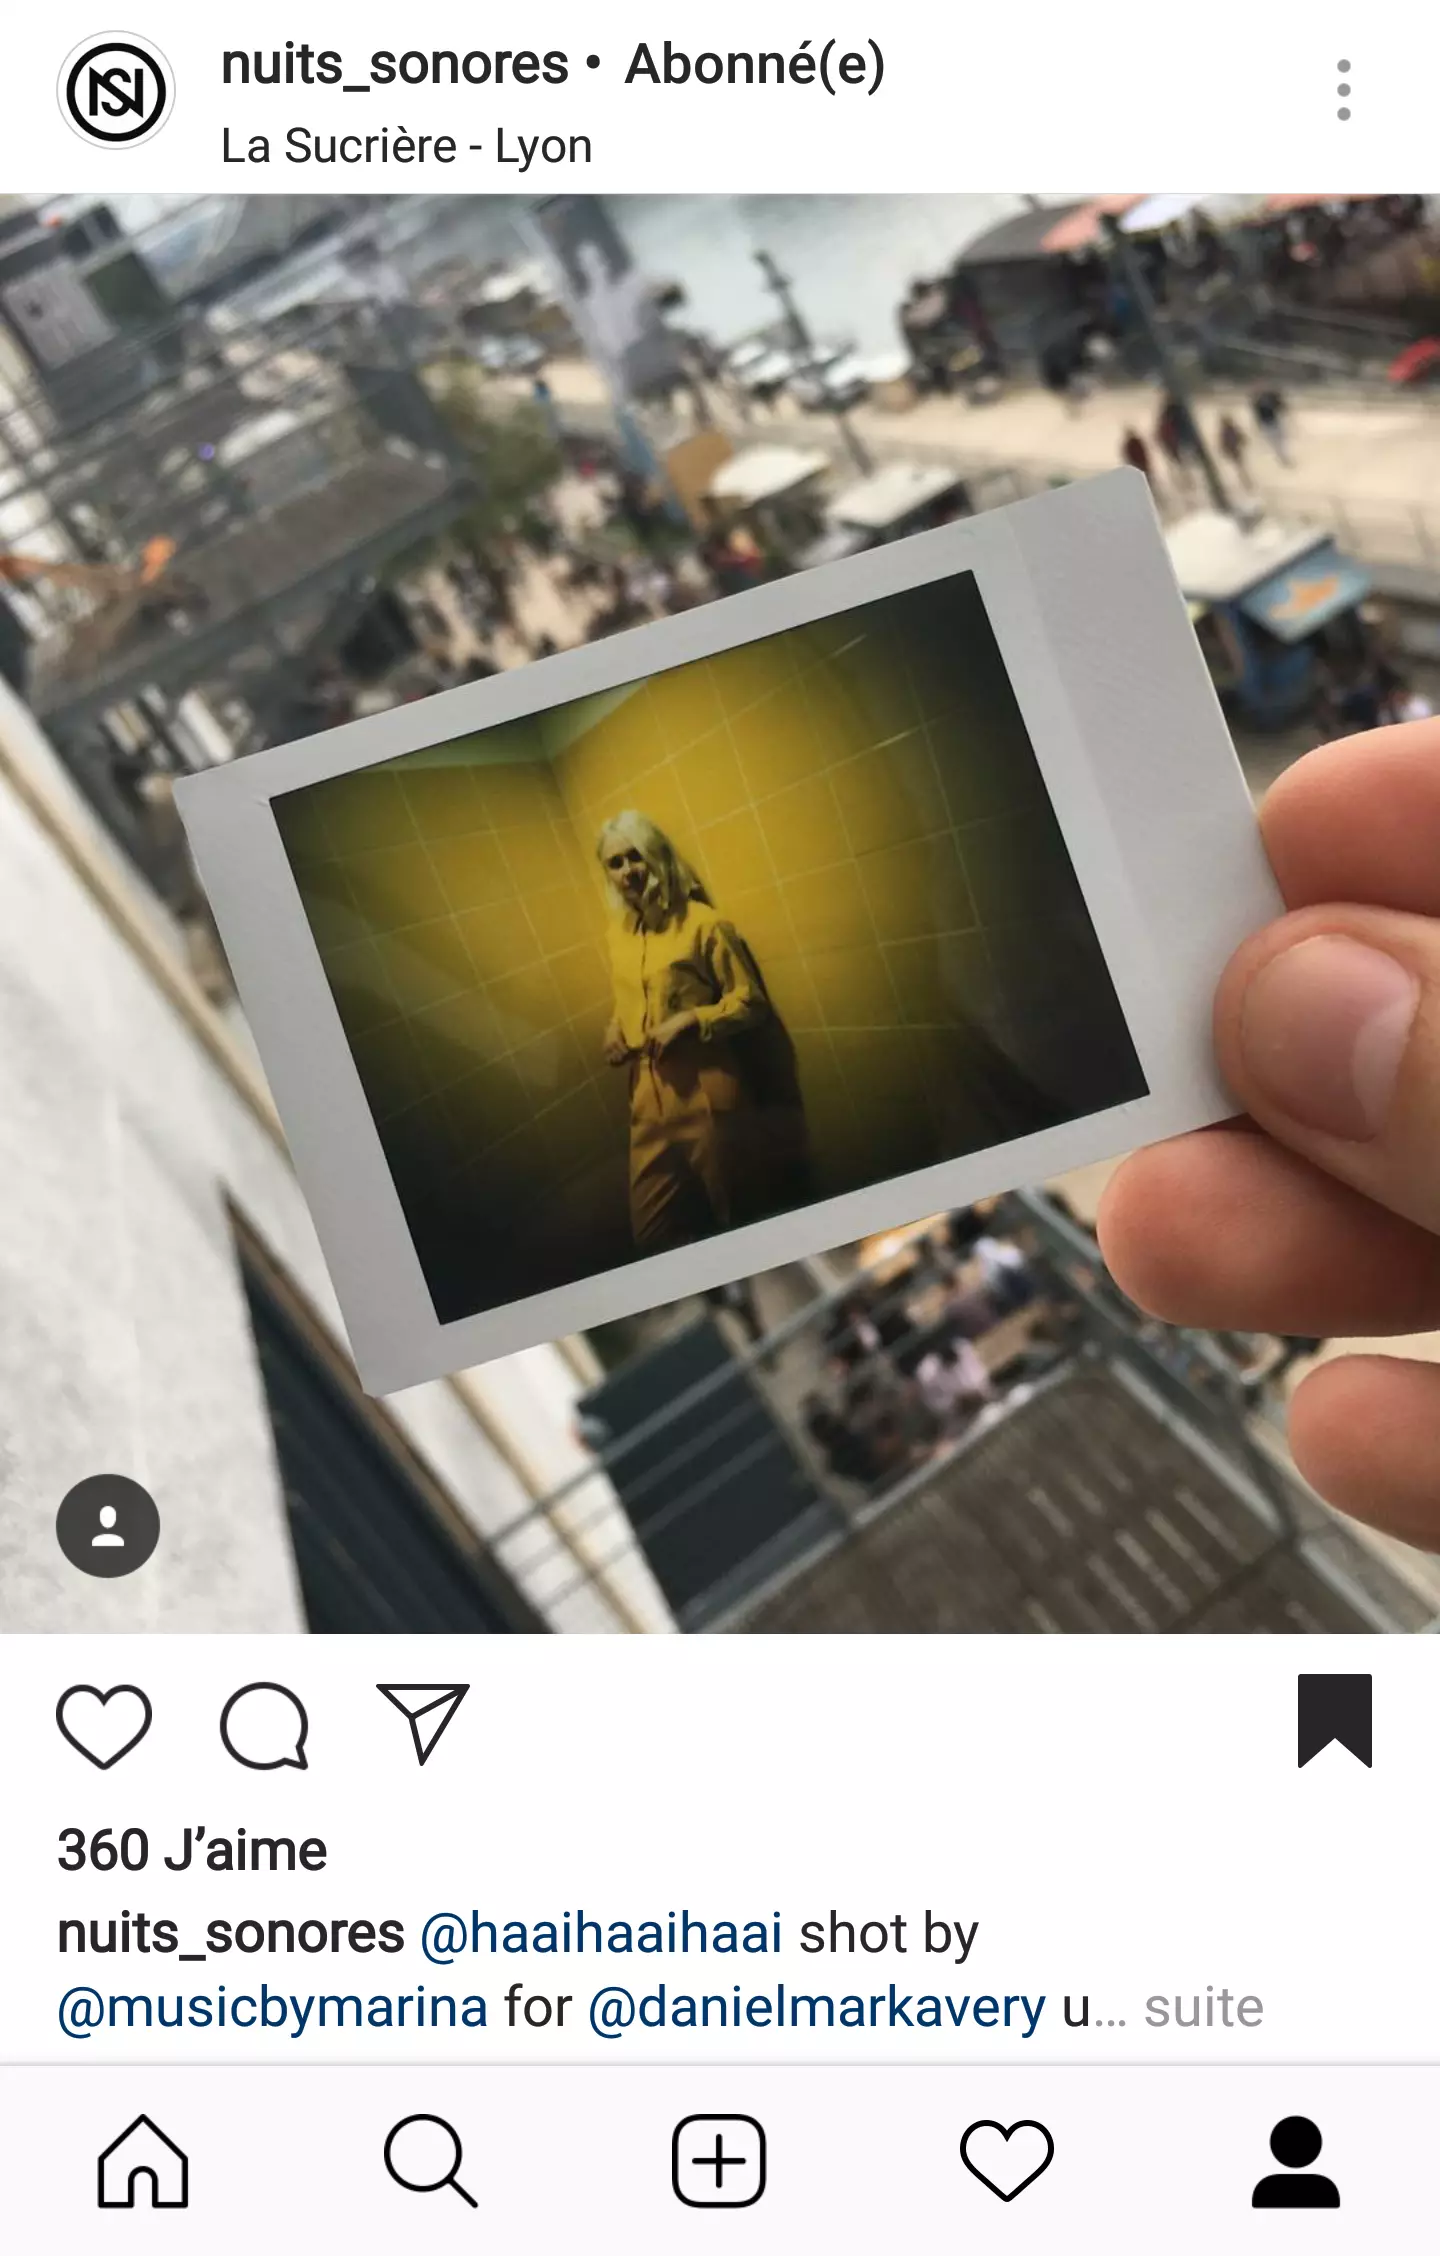 nuits_sonores • Abonné(e)
La Sucrière - Lyon
360 J’aime
nuits_sonores @haaihaaihaai shot by
@musicbymarina for @danielmarkavery u... suite